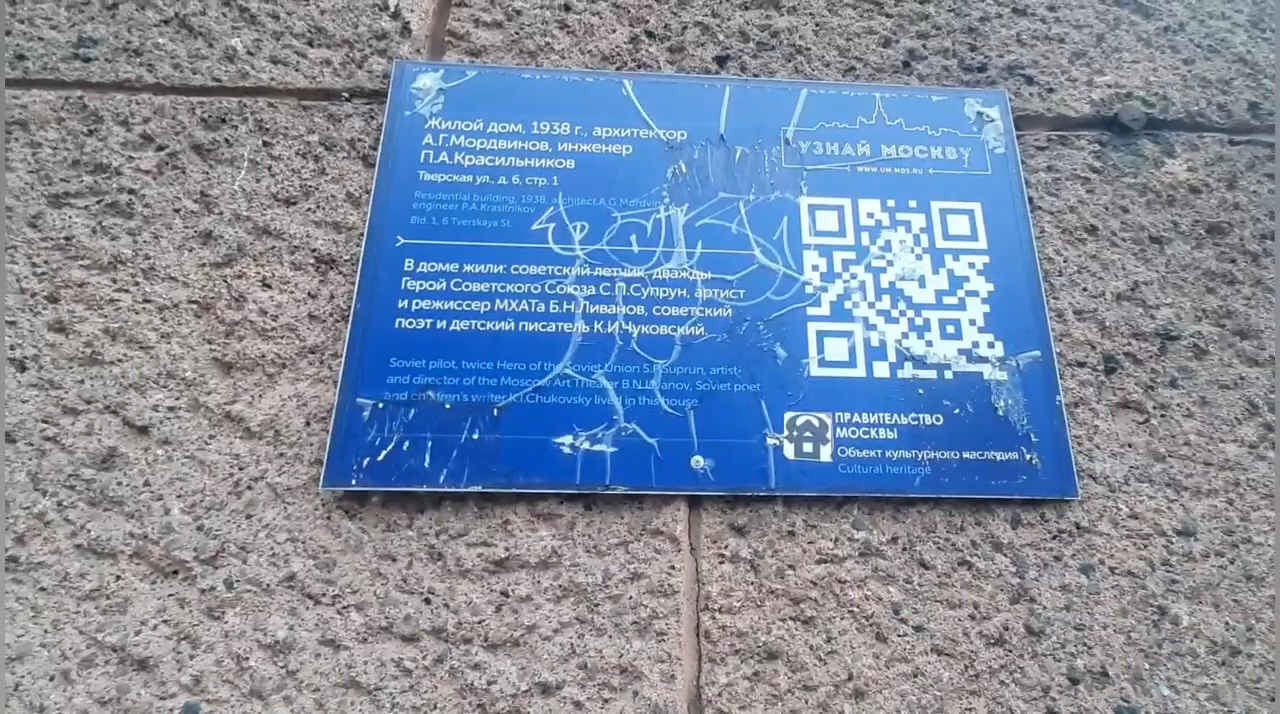 Жилой дом, 1938 г., архитектор
А.Г.Мордвинов, инженер
П.А.Красильников
Тверская ул., д. 6, стр. 1
Residential building, 1938, architect A.G.Mordvinov,
engineer P.A.Krasilnikov
Bld. 1, 6 Tverskaya St.
В доме жили: советский летчик, дважды
Герой Советского Союза С.П.Супрун, артист
и режиссер МХАТа Б.Н.Ливанов, советский
поэт и детский писатель К.И.Чуковский.
Soviet pilot, twice Hero of the Soviet Union S.P.Suprun, artist
and director of the Moscow Art Theater B.N.Livanov, Soviet poet
and children's writer K.I.Chukovsky lived in this house.
УЗНАЙ МОСКВУ
WWW.UM.MOS.RU
ПРАВИТЕЛЬСТВО
МОСКВЫ
Объект культурного наследия
Cultural heritage